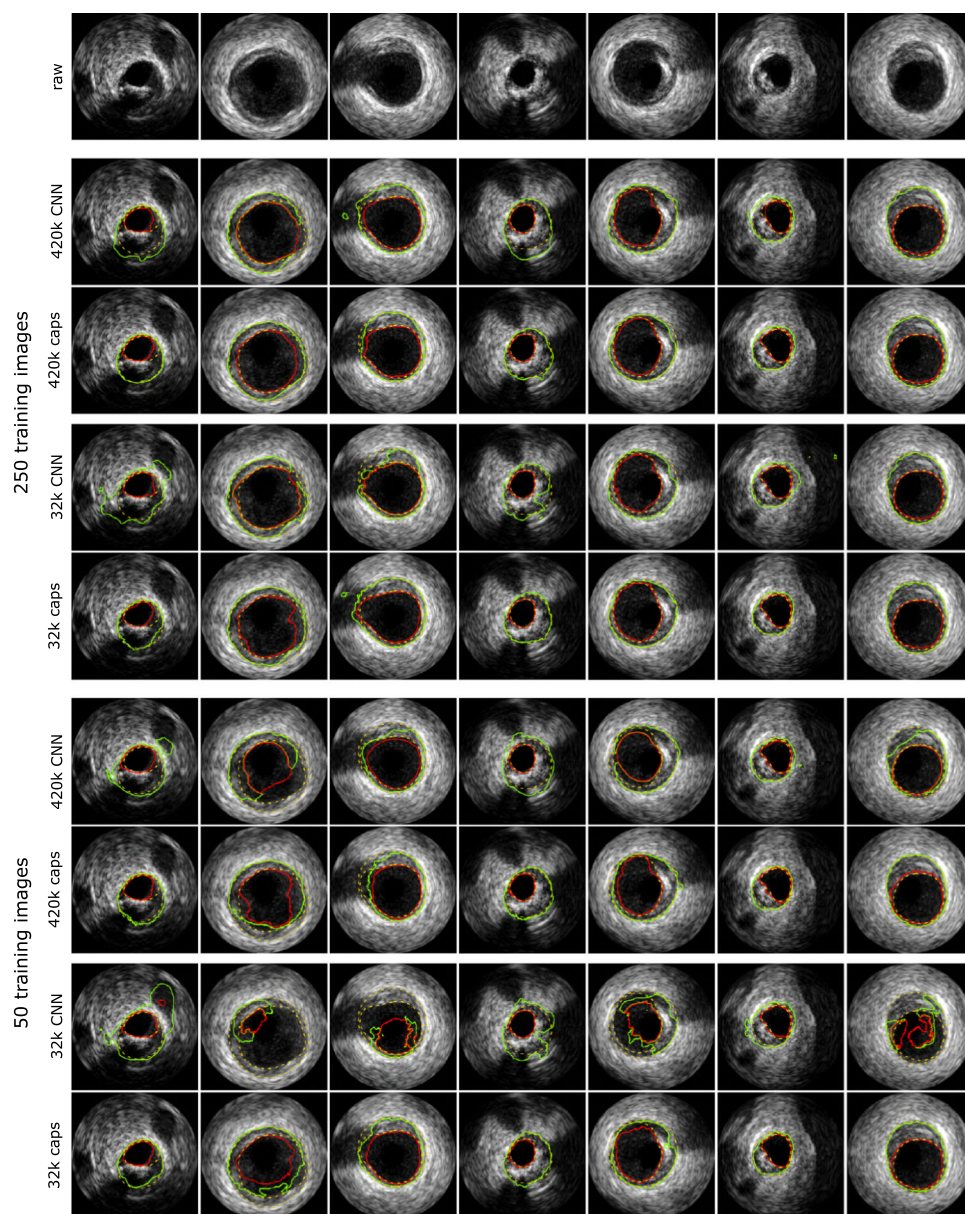 raw
250 training images
420k CNN
420k caps
32k CNN
32k caps
50 training images
420k CNN
420k caps
32k CNN
32k caps